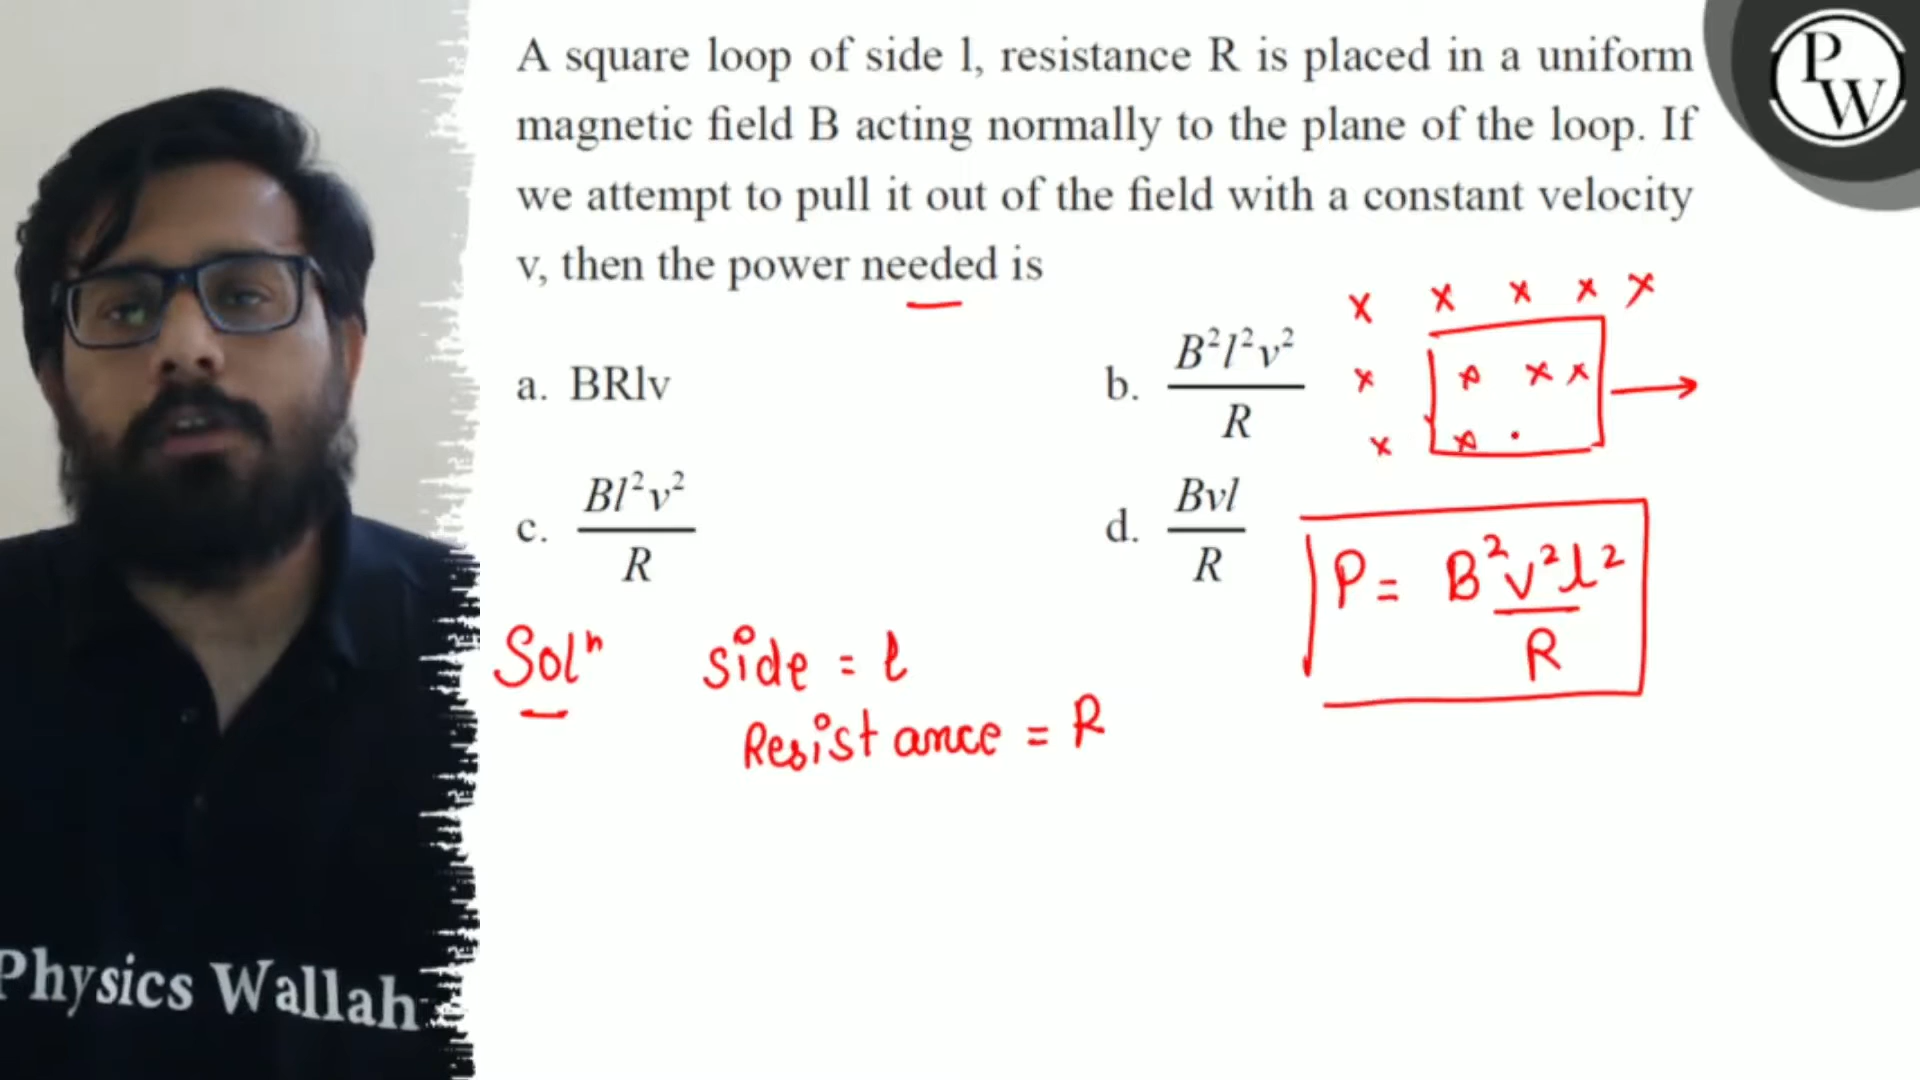 A square loop of side l, resistance R is placed in a uniform
magnetic field B acting normally to the plane of the loop. If
we attempt to pull it out of the field with a constant velocity
v, then the power needed is
a. BRlv
b. B²l²v²/R
c. Bl²v²/R
d. Bvl/R
P = B²v²l²/R
Solⁿ side = l
Resistance = R
PW
Physics Wallah